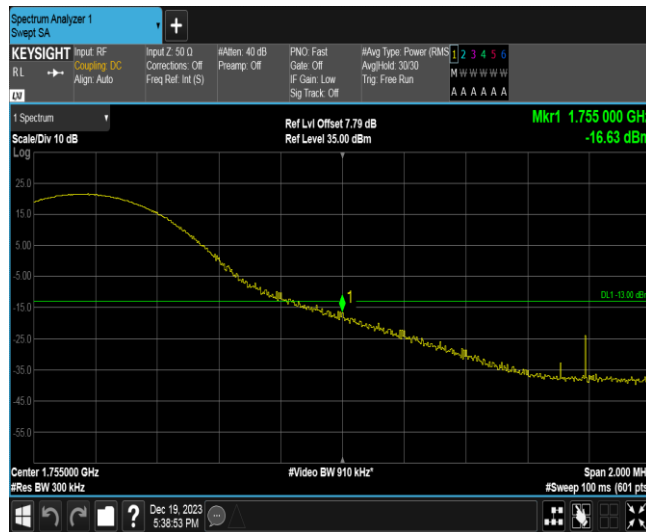 Spectrum Analyzer 1
Swept SA
+
KEYSIGHT
RL
LXI
Input: RF
Coupling: DC
Align: Auto
Input Z: 50 Ω
Corrections: Off
Freq Ref: Int (S)
#Atten: 40 dB
Preamp: Off
PNO: Fast
Gate: Off
IF Gain: Low
Sig Track: Off
#Avg Type: Power (RMS
Avg|Hold: 30/30
Trig: Free Run
1 2 3 4 5 6
M W W W W W
A A A A A A
1 Spectrum
Scale/Div 10 dB
Log
Ref Lvl Offset 7.79 dB
Ref Level 35.00 dBm
Mkr1 1.755 000 GHz
-16.63 dBm
25.0
15.0
5.00
-5.00
-15.0
-25.0
-35.0
-45.0
-55.0
1
DL1 -13.00 dBm
Center 1.755000 GHz
#Res BW 300 kHz
#Video BW 910 kHz*
Span 2.000 MH
#Sweep 100 ms (601 pts
?
Dec 19, 2023
5:38:53 PM